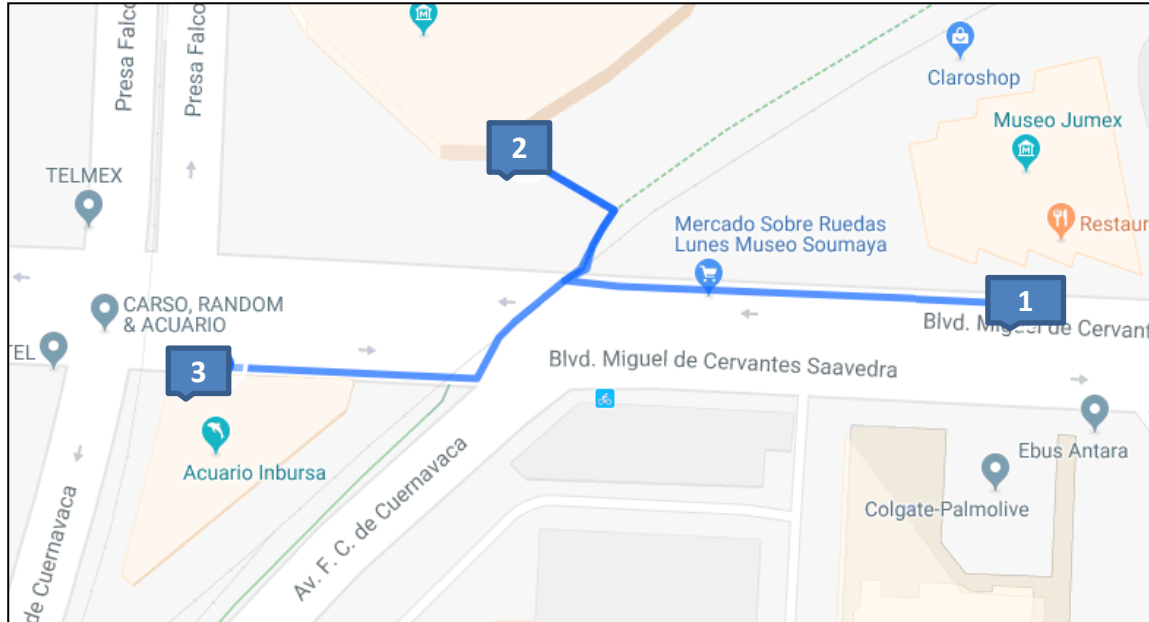 Presa Falco
Presa Falco
Claroshop
Museo Jumex
2
TELMEX
Mercado Sobre Ruedas
Lunes Museo Soumaya
Restaur
1
CARSO, RANDOM
& ACUARIO
Blvd. Miguel de Cervant
TEL
Blvd. Miguel de Cervantes Saavedra
3
Acuario Inbursa
Ebus Antara
Av. F. C. de Cuernavaca
Colgate-Palmolive
de Cuernavaca